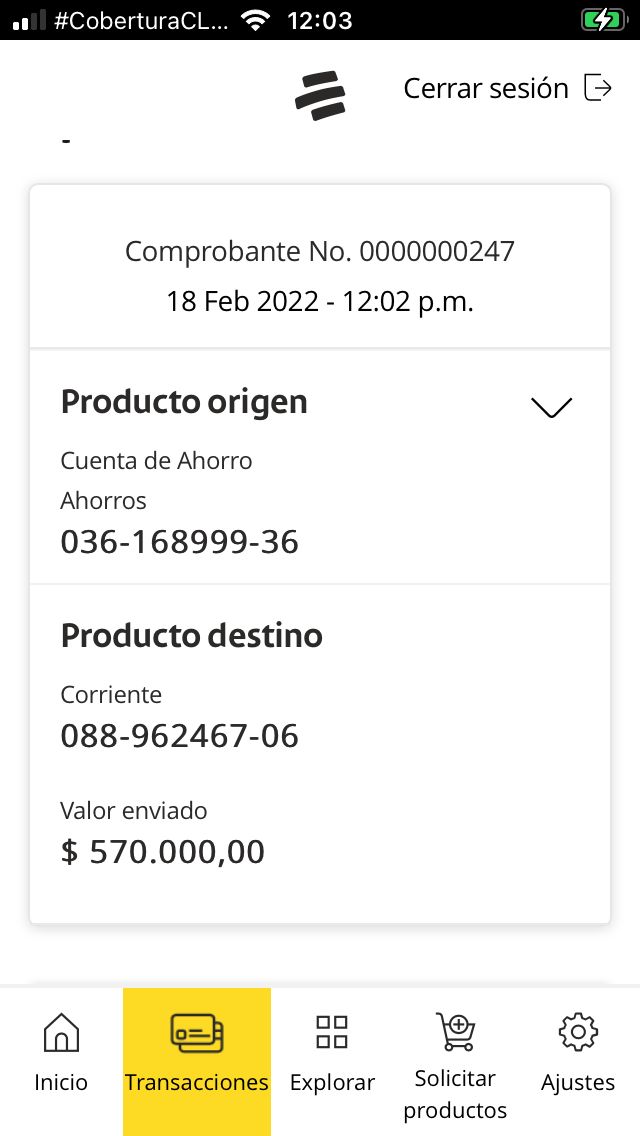 #CoberturaCL... 12:03
Cerrar sesión
Comprobante No. 0000000247
18 Feb 2022 - 12:02 p.m.
Producto origen
Cuenta de Ahorro
Ahorros
036-168999-36
Producto destino
Corriente
088-962467-06
Valor enviado
$ 570.000,00
Inicio
Transacciones
Explorar
Solicitar
productos
Ajustes